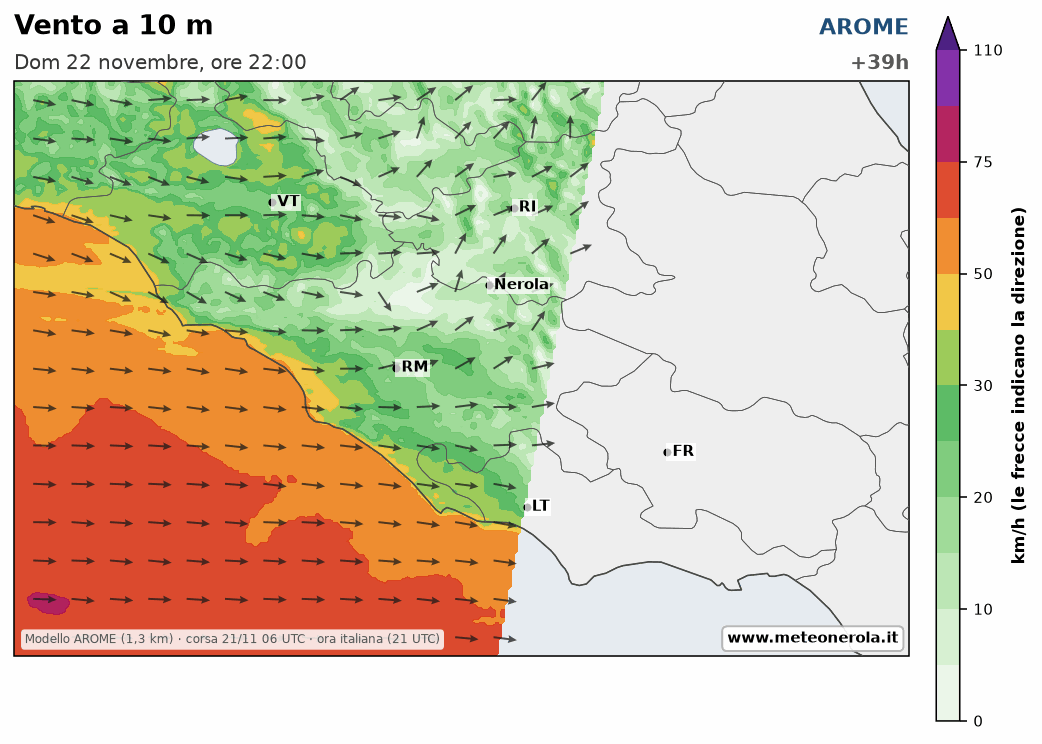 Vento a 10 m
AROME
Dom 22 novembre, ore 22:00
+39h
VT
RI
Nerola
RM
FR
LT
Modello AROME (1,3 km) · corsa 21/11 06 UTC · ora italiana (21 UTC)
www.meteonerola.it
110
75
50
30
20
10
0
km/h (le frecce indicano la direzione)